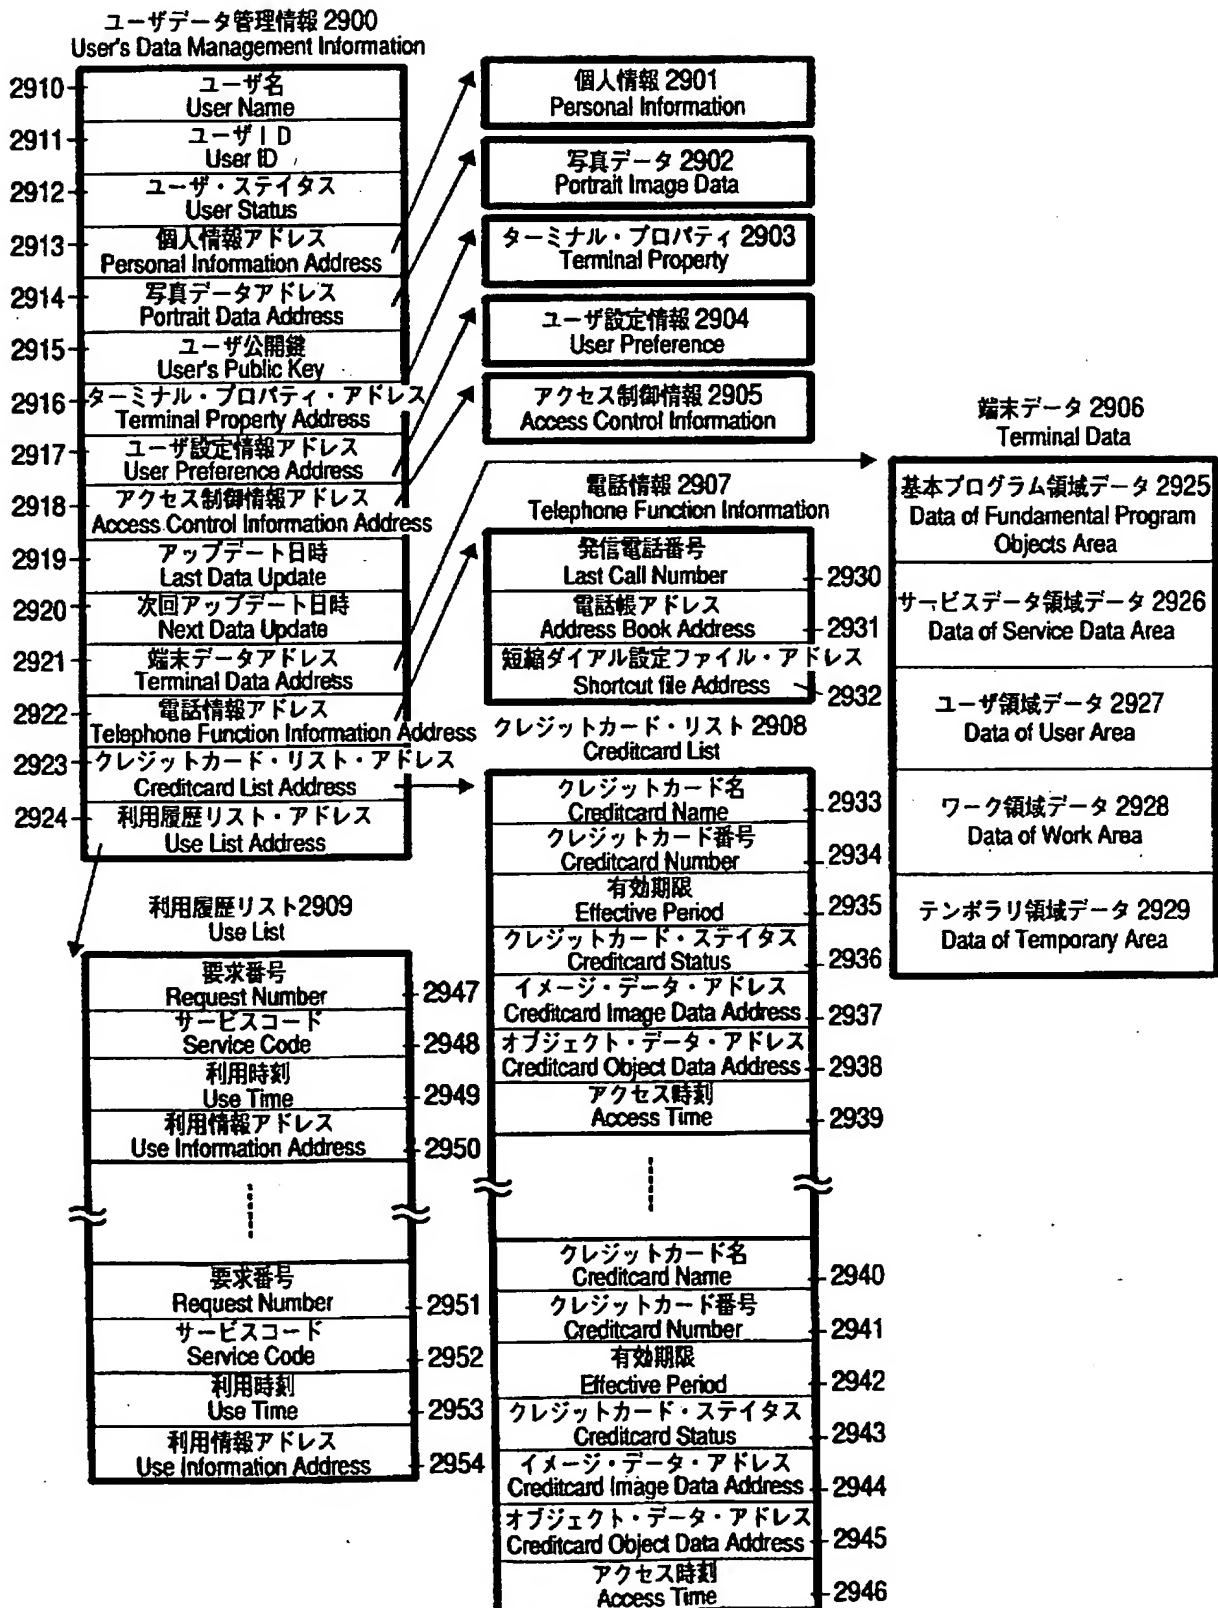 ユーザデータ管理情報 2900
User's Data Management Information
2910
ユーザ名
User Name
2911
ユーザID
User ID
2912
ユーザ・ステイタス
User Status
2913
個人情報アドレス
Personal Information Address
2914
写真データアドレス
Portrait Data Address
2915
ユーザ公開鍵
User's Public Key
2916
ターミナル・プロパティ・アドレス
Terminal Property Address
2917
ユーザ設定情報アドレス
User Preference Address
2918
アクセス制御情報アドレス
Access Control Information Address
2919
アップデート日時
Last Data Update
2920
次回アップデート日時
Next Data Update
2921
端末データアドレス
Terminal Data Address
2922
電話情報アドレス
Telephone Function Information Address
2923
クレジットカード・リスト・アドレス
Creditcard List Address
2924
利用履歴リスト・アドレス
Use List Address
個人情報 2901
Personal Information
写真データ 2902
Portrait Image Data
ターミナル・プロパティ 2903
Terminal Property
ユーザ設定情報 2904
User Preference
アクセス制御情報 2905
Access Control Information
端末データ 2906
Terminal Data
基本プログラム領域データ 2925
Data of Fundamental Program
Objects Area
サービスデータ領域データ 2926
Data of Service Data Area
ユーザ領域データ 2927
Data of User Area
ワーク領域データ 2928
Data of Work Area
テンポラリ領域データ 2929
Data of Temporary Area
電話情報 2907
Telephone Function Information
発信電話番号
Last Call Number
2930
電話帳アドレス
Address Book Address
2931
短縮ダイアル設定ファイル・アドレス
Shortcut file Address
2932
クレジットカード・リスト 2908
Creditcard List
クレジットカード名
Creditcard Name
2933
クレジットカード番号
Creditcard Number
2934
有効期限
Effective Period
2935
クレジットカード・ステイタス
Creditcard Status
2936
イメージ・データ・アドレス
Creditcard Image Data Address
2937
オブジェクト・データ・アドレス
Creditcard Object Data Address
2938
アクセス時刻
Access Time
2939
クレジットカード名
Creditcard Name
2940
クレジットカード番号
Creditcard Number
2941
有効期限
Effective Period
2942
クレジットカード・ステイタス
Creditcard Status
2943
イメージ・データ・アドレス
Creditcard Image Data Address
2944
オブジェクト・データ・アドレス
Creditcard Object Data Address
2945
アクセス時刻
Access Time
2946
利用履歴リスト2909
Use List
要求番号
Request Number
2947
サービスコード
Service Code
2948
利用時刻
Use Time
2949
利用情報アドレス
Use Information Address
2950
要求番号
Request Number
2951
サービスコード
Service Code
2952
利用時刻
Use Time
2953
利用情報アドレス
Use Information Address
2954